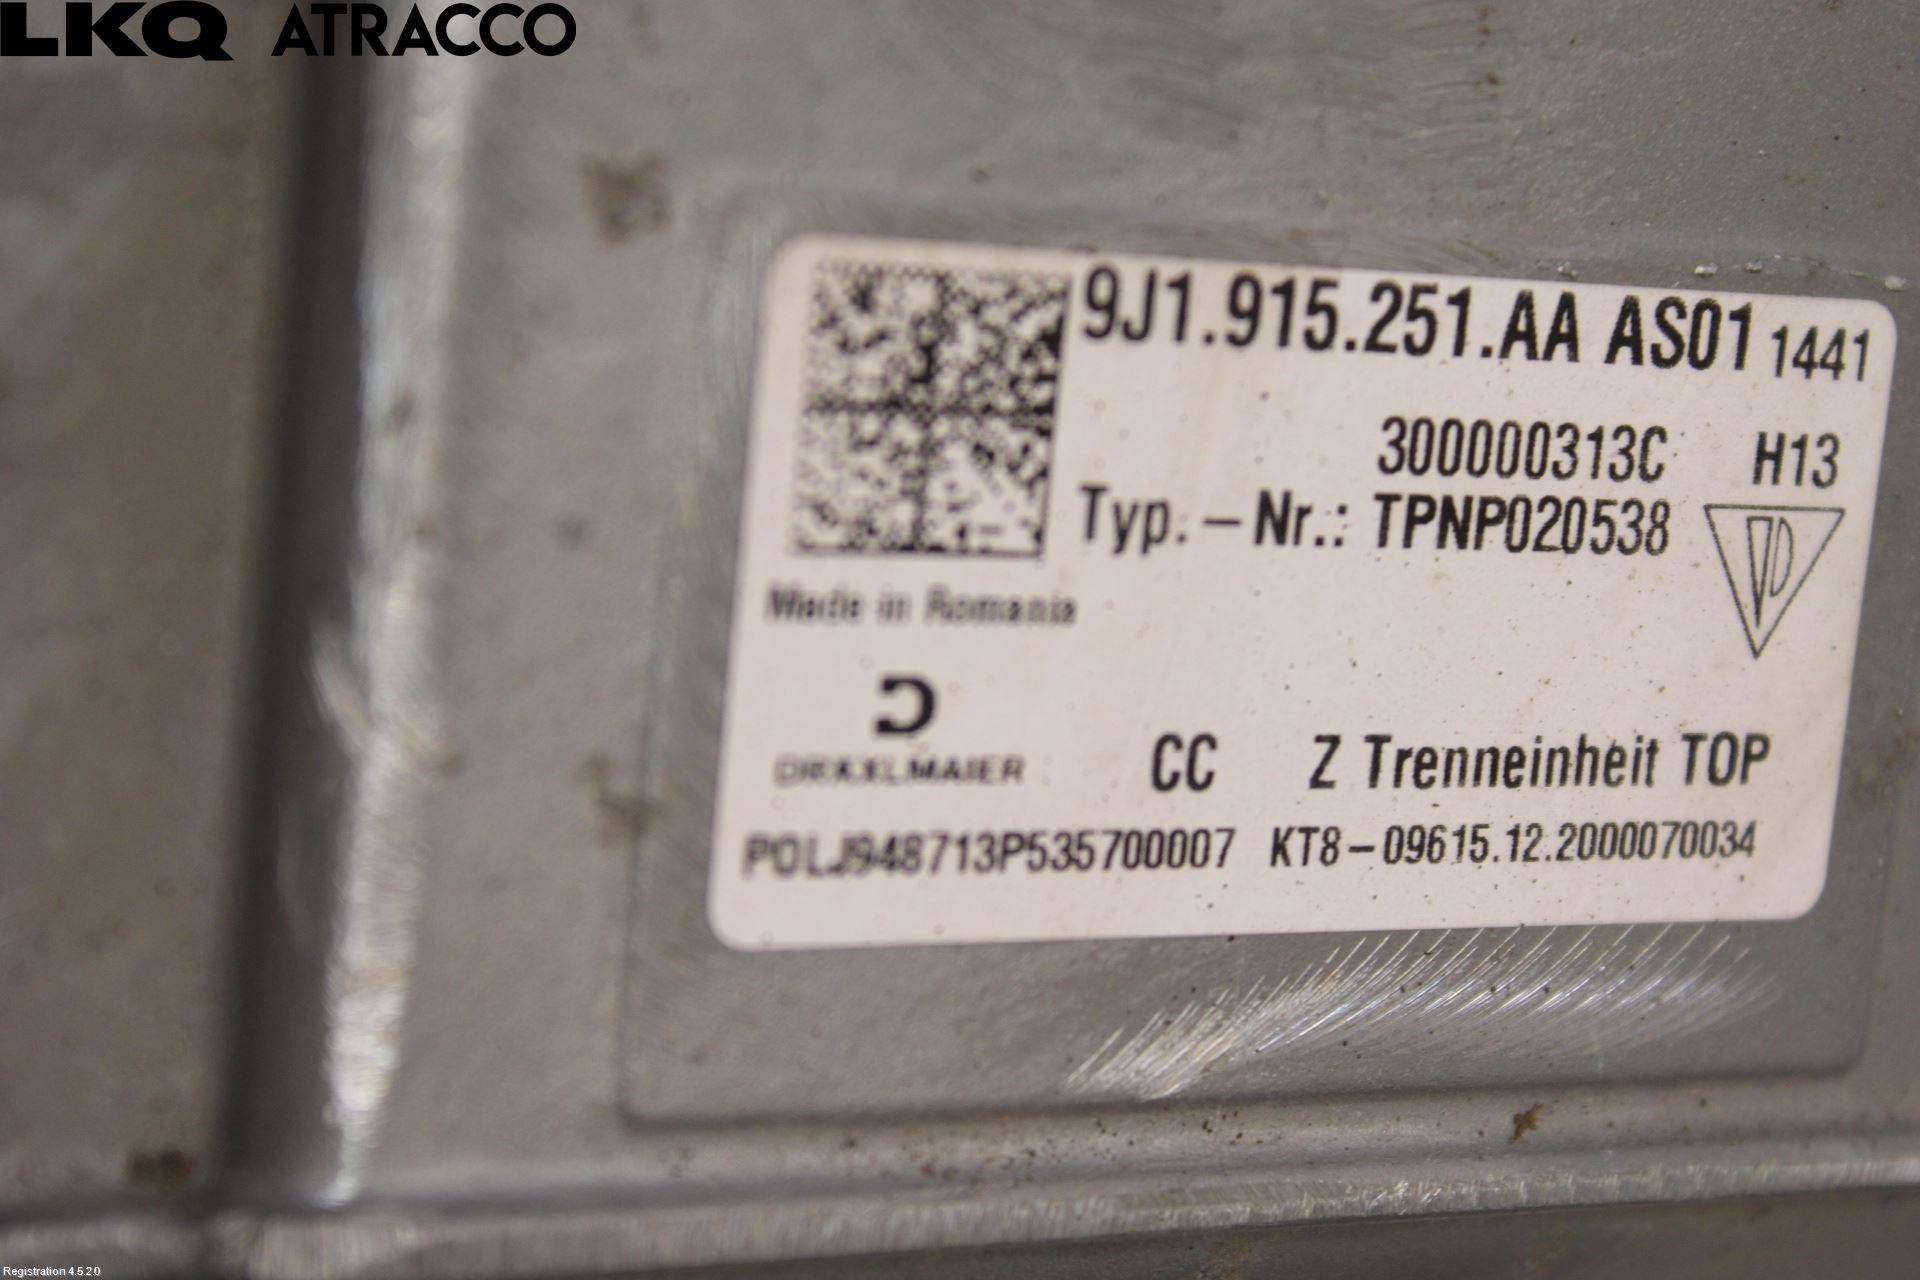 LKQ ATRACCO
9J1.915.251.AA AS01 1441
300000313C H13
Typ.-Nr.: TPNP020538
Made in Romania
DRÄXLMAIER
CC Z Trenneinheit TOP
POLJ948713P535700007 KT8-09615.12.2000070034
Registration 4.5.2.0